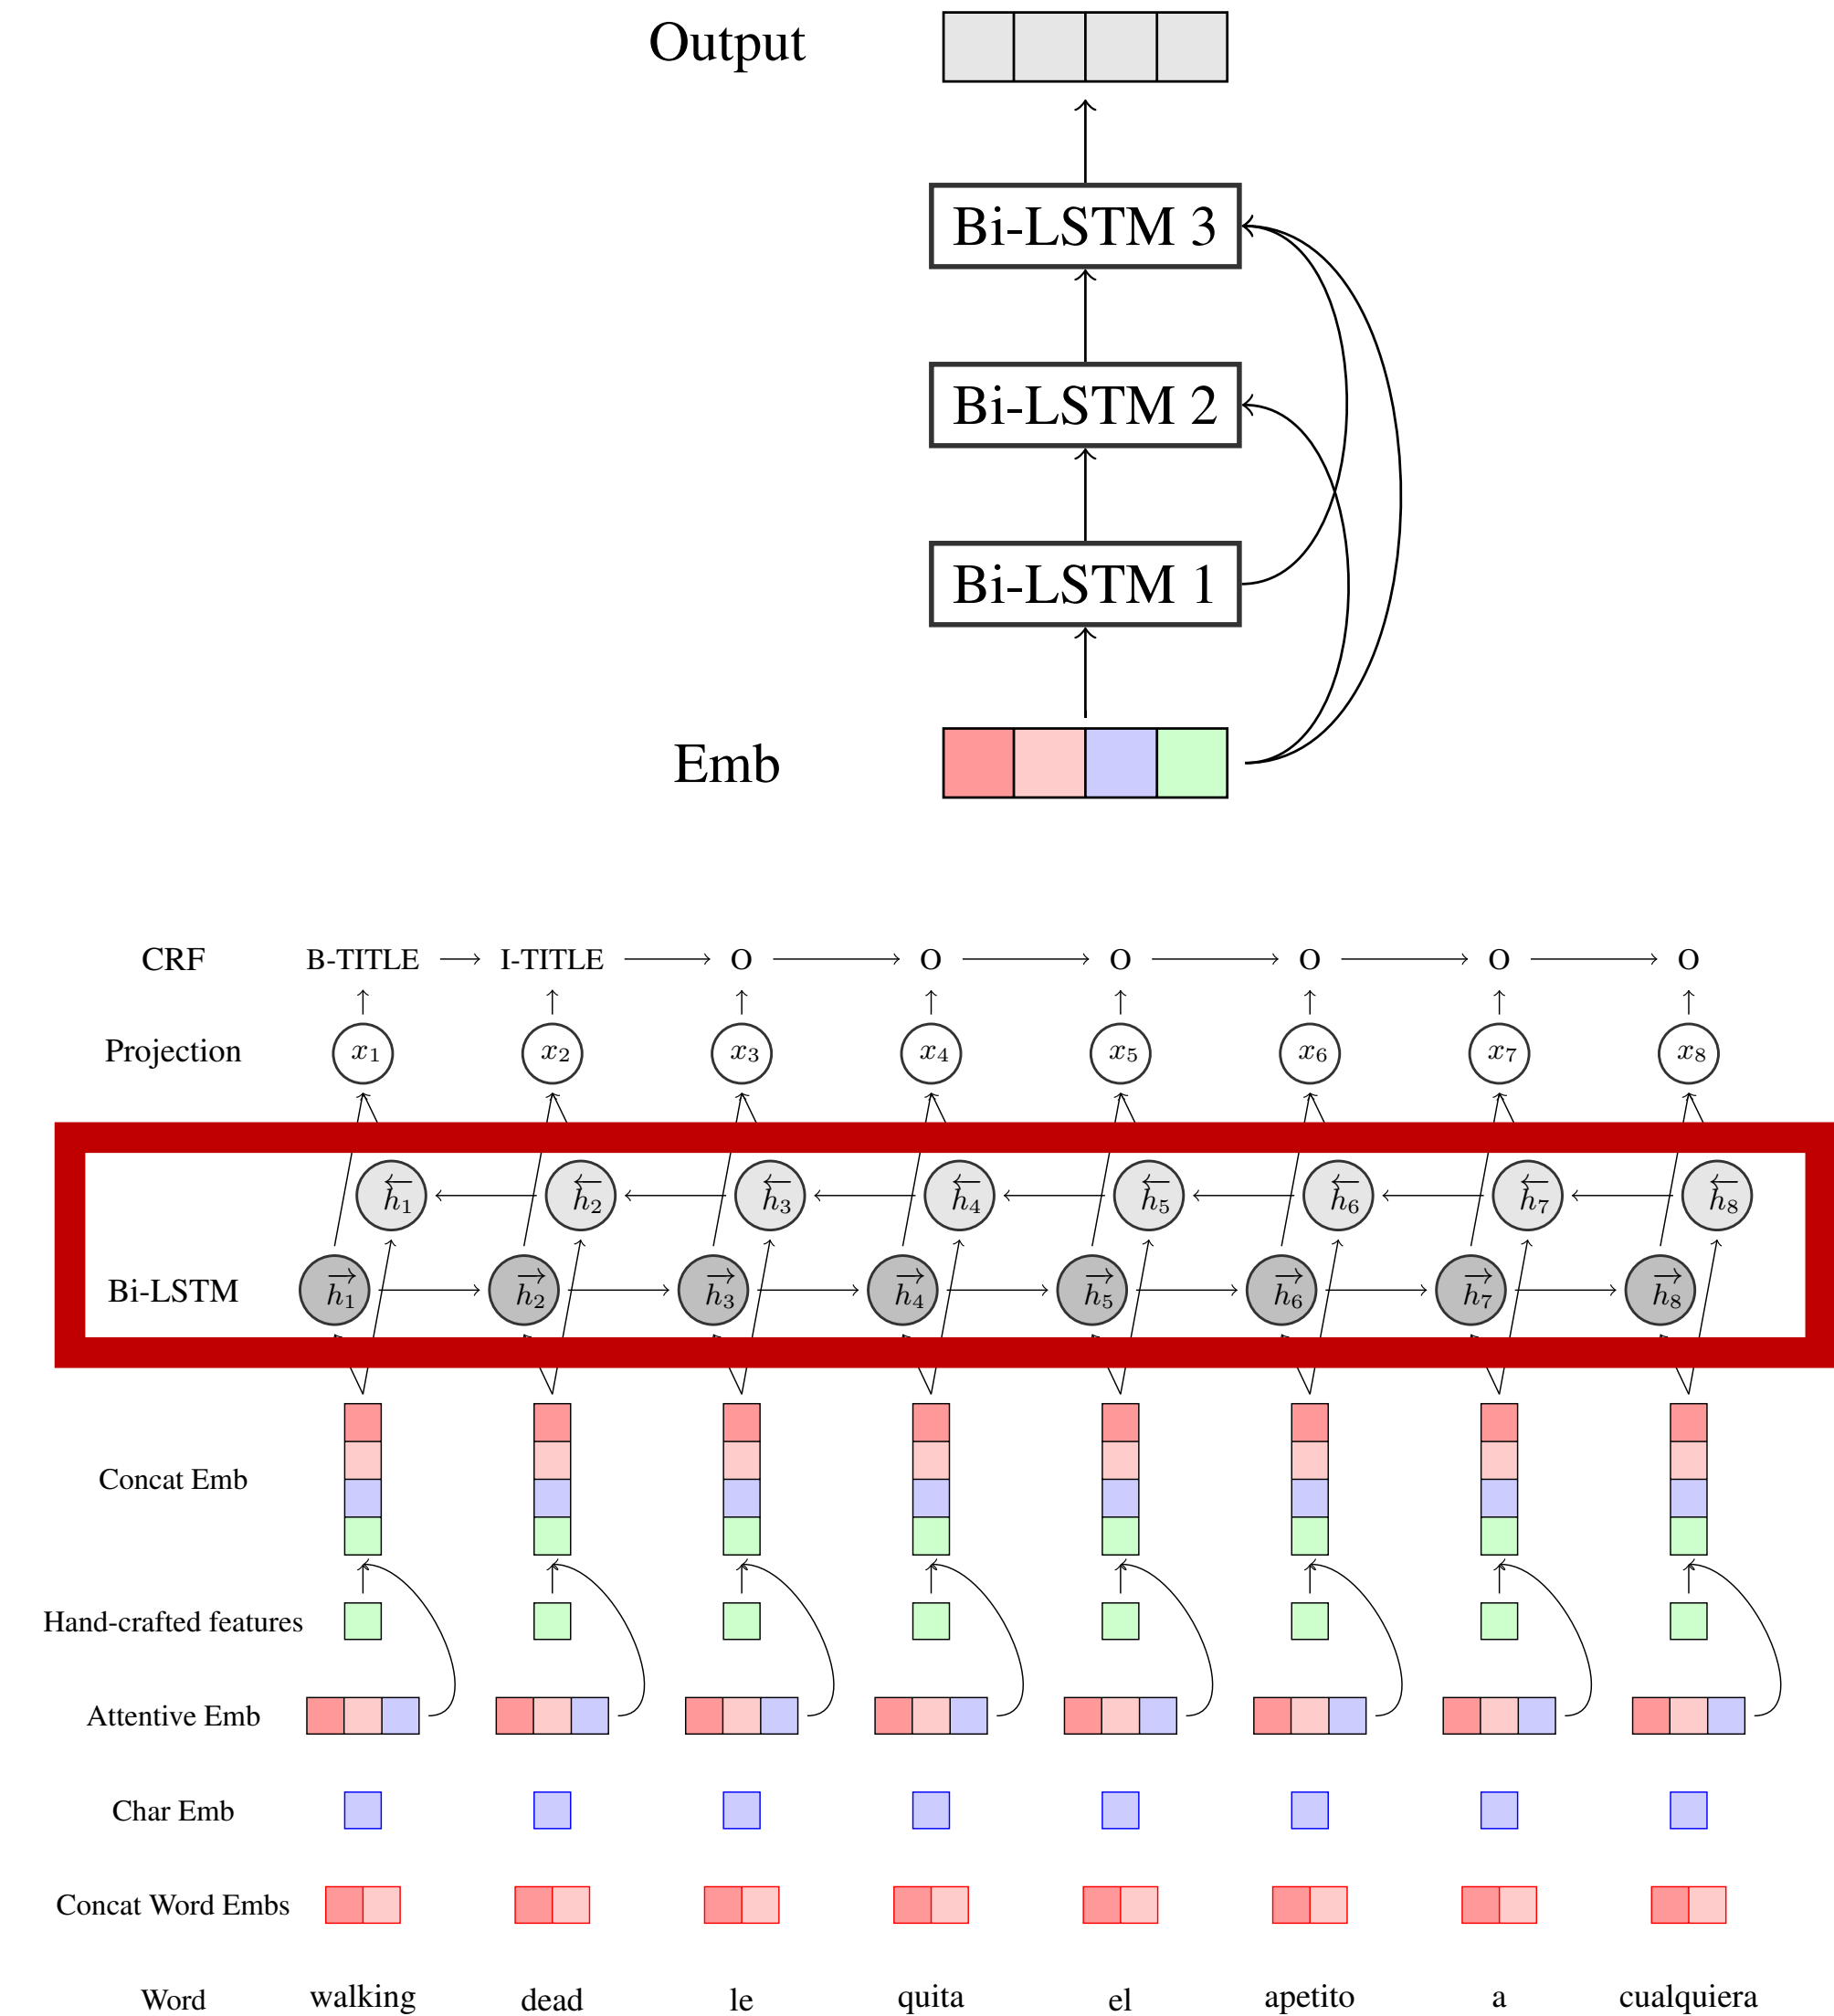 Output
Bi-LSTM 3
Bi-LSTM 2
Bi-LSTM 1
Emb
CRF B-TITLE I-TITLE O O O O O O
Projection x₁ x₂ x₃ x₄ x₅ x₆ x₇ x₈
←h₁ ←h₂ ←h₃ ←h₄ ←h₅ ←h₆ ←h₇ ←h₈
Bi-LSTM →h₁ →h₂ →h₃ →h₄ →h₅ →h₆ →h₇ →h₈
Concat Emb
Hand-crafted features
Attentive Emb
Char Emb
Concat Word Embs
Word walking dead le quita el apetito a cualquiera